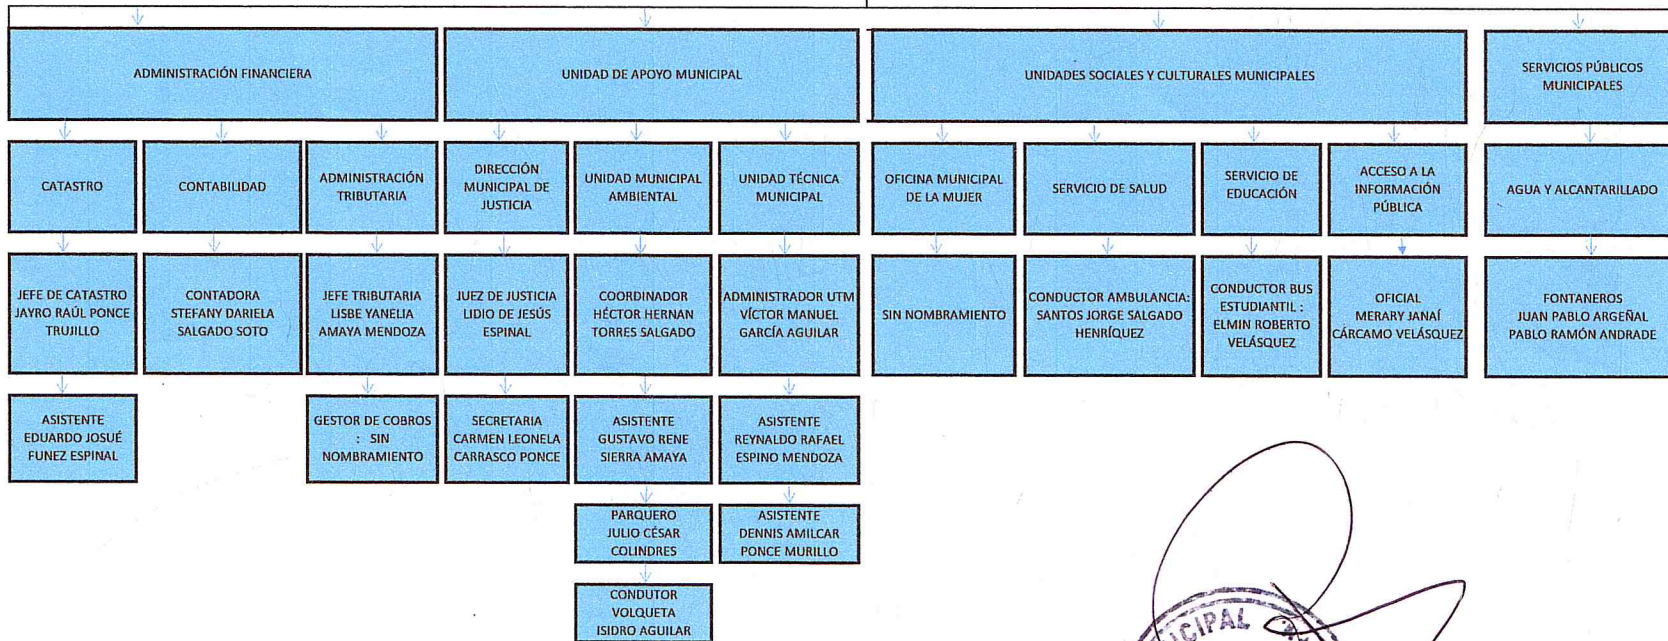 ADMINISTRACIÓN FINANCIERA
UNIDAD DE APOYO MUNICIPAL
UNIDADES SOCIALES Y CULTURALES MUNICIPALES
SERVICIOS PÚBLICOS
MUNICIPALES
CATASTRO
CONTABILIDAD
ADMINISTRACIÓN
TRIBUTARIA
DIRECCIÓN
MUNICIPAL DE
JUSTICIA
UNIDAD MUNICIPAL
AMBIENTAL
UNIDAD TÉCNICA
MUNICIPAL
OFICINA MUNICIPAL
DE LA MUJER
SERVICIO DE SALUD
SERVICIO DE
EDUCACIÓN
ACCESO A LA
INFORMACIÓN
PÚBLICA
AGUA Y ALCANTARILLADO
JEFE DE CATASTRO
JAYRO RAÚL PONCE
TRUJILLO
CONTADORA
STEFANY DARIELA
SALGADO SOTO
JEFE TRIBUTARIA
LISBE YANELIA
AMAYA MENDOZA
JUEZ DE JUSTICIA
LIDIO DE JESÚS
ESPINAL
COORDINADOR
HÉCTOR HERNAN
TORRES SALGADO
ADMINISTRADOR UTM
VÍCTOR MANUEL
GARCÍA AGUILAR
SIN NOMBRAMIENTO
CONDUCTOR AMBULANCIA:
SANTOS JORGE SALGADO
HENRÍQUEZ
CONDUCTOR BUS
ESTUDIANTIL :
ELMIN ROBERTO
VELÁSQUEZ
OFICIAL
MERARY JANAÍ
CÁRCAMO VELÁSQUEZ
FONTANEROS
JUAN PABLO ARGEÑAL
PABLO RAMÓN ANDRADE
ASISTENTE
EDUARDO JOSUÉ
FUNEZ ESPINAL
GESTOR DE COBROS
: SIN
NOMBRAMIENTO
SECRETARIA
CARMEN LEONELA
CARRASCO PONCE
ASISTENTE
GUSTAVO RENE
SIERRA AMAYA
ASISTENTE
REYNALDO RAFAEL
ESPINO MENDOZA
PARQUERO
JULIO CÉSAR
COLINDRES
ASISTENTE
DENNIS AMILCAR
PONCE MURILLO
CONDUTOR
VOLQUETA
ISIDRO AGUILAR